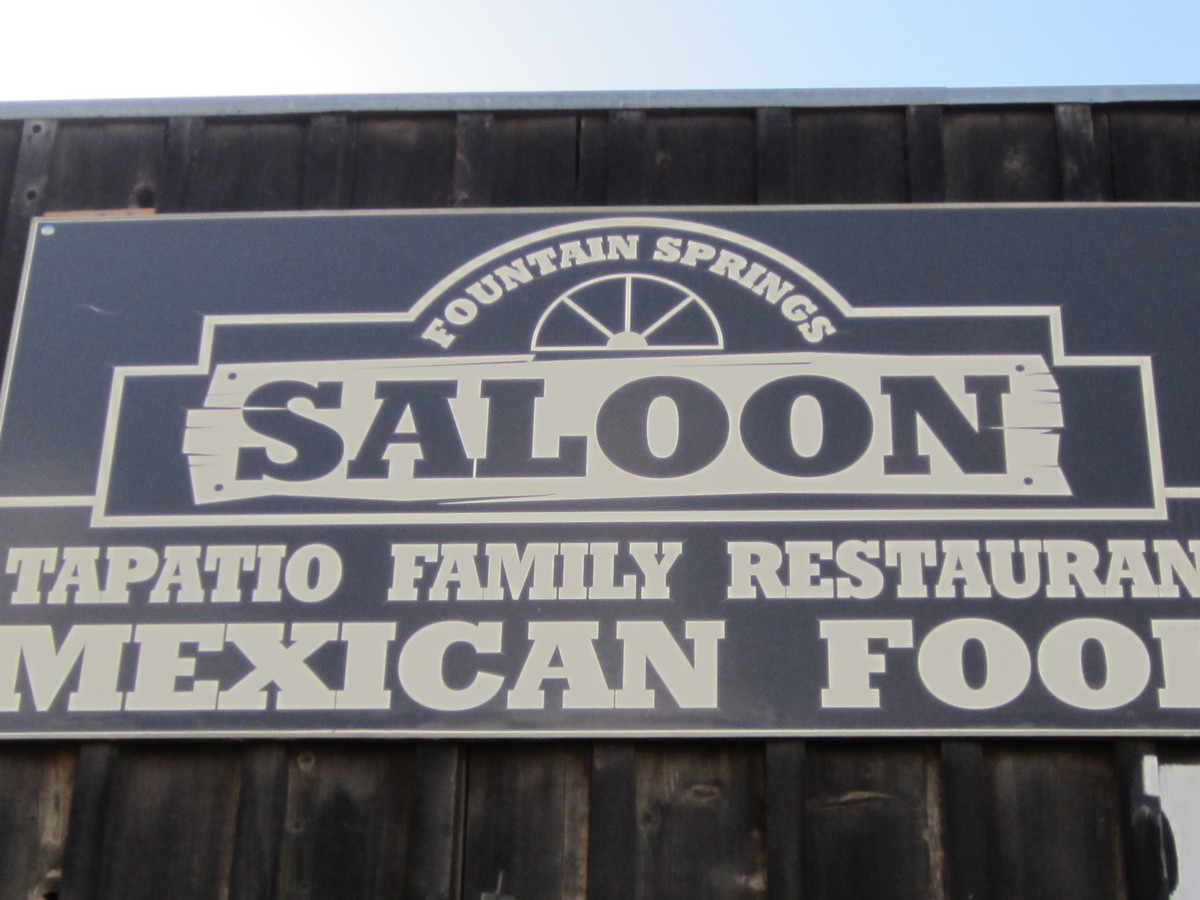 FOUNTAIN SPRINGS
SALOON
TAPATIO FAMILY RESTAURAN
MEXICAN FOO